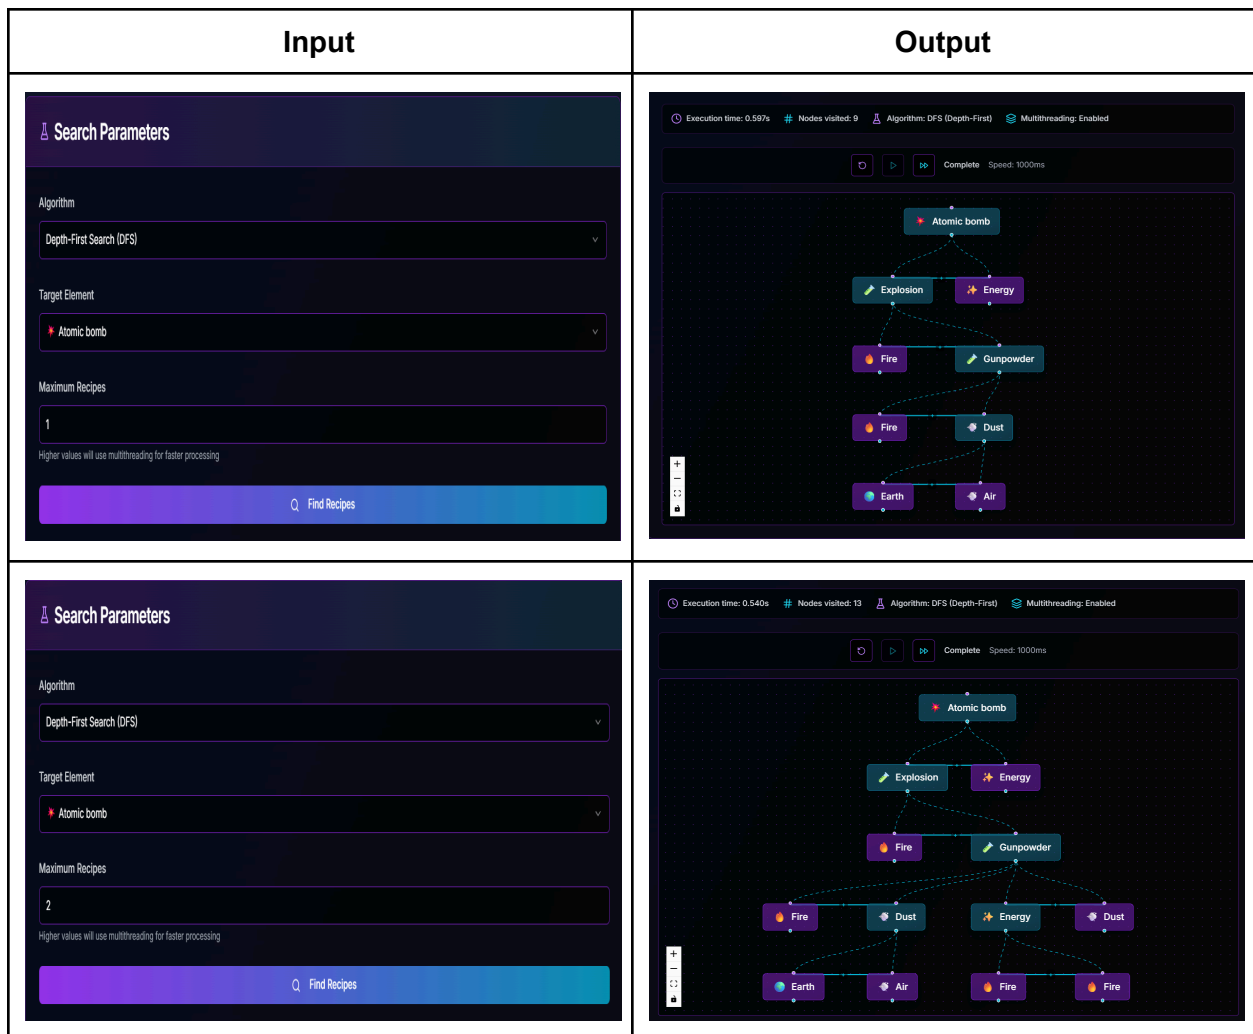 Input
Output
Search Parameters
Algorithm
Depth-First Search (DFS)
Target Element
Atomic bomb
Maximum Recipes
1
Higher values will use multithreading for faster processing
Find Recipes
Execution time: 0.597s Nodes visited: 9 Algorithm: DFS (Depth-First) Multithreading: Enabled
Complete Speed: 1000ms
Atomic bomb
Explosion Energy
Fire Gunpowder
Fire Dust
Earth Air
Search Parameters
Algorithm
Depth-First Search (DFS)
Target Element
Atomic bomb
Maximum Recipes
2
Higher values will use multithreading for faster processing
Find Recipes
Execution time: 0.540s Nodes visited: 13 Algorithm: DFS (Depth-First) Multithreading: Enabled
Complete Speed: 1000ms
Atomic bomb
Explosion Energy
Fire Gunpowder
Fire Dust Energy Dust
Earth Air Fire Fire